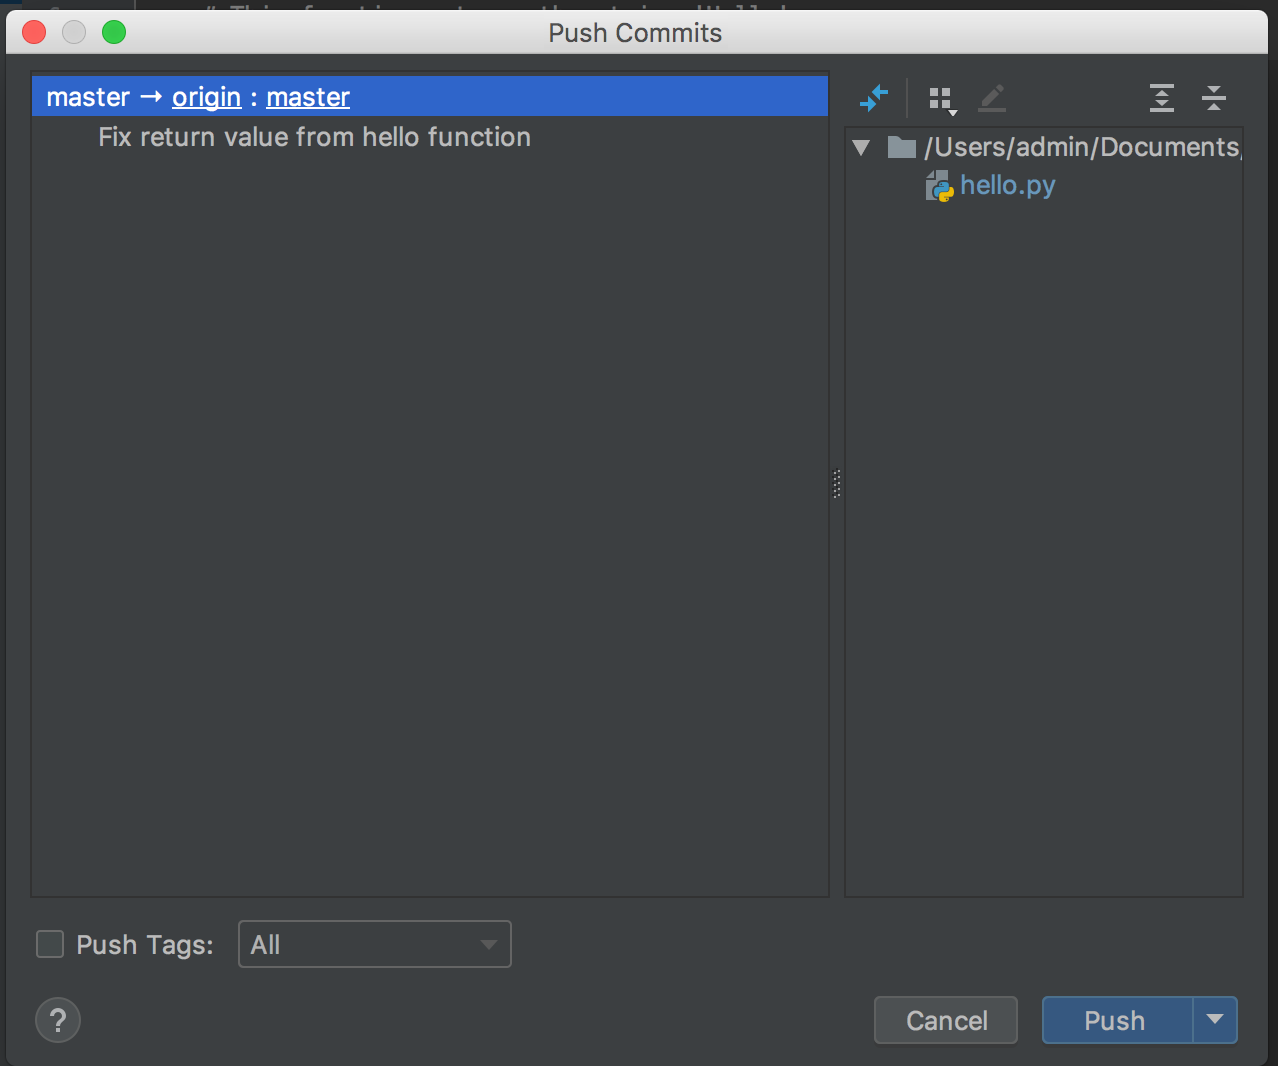 Push Commits
master → origin : master
Fix return value from hello function
/Users/admin/Documents
hello.py
Push Tags:
All
?
Cancel
Push